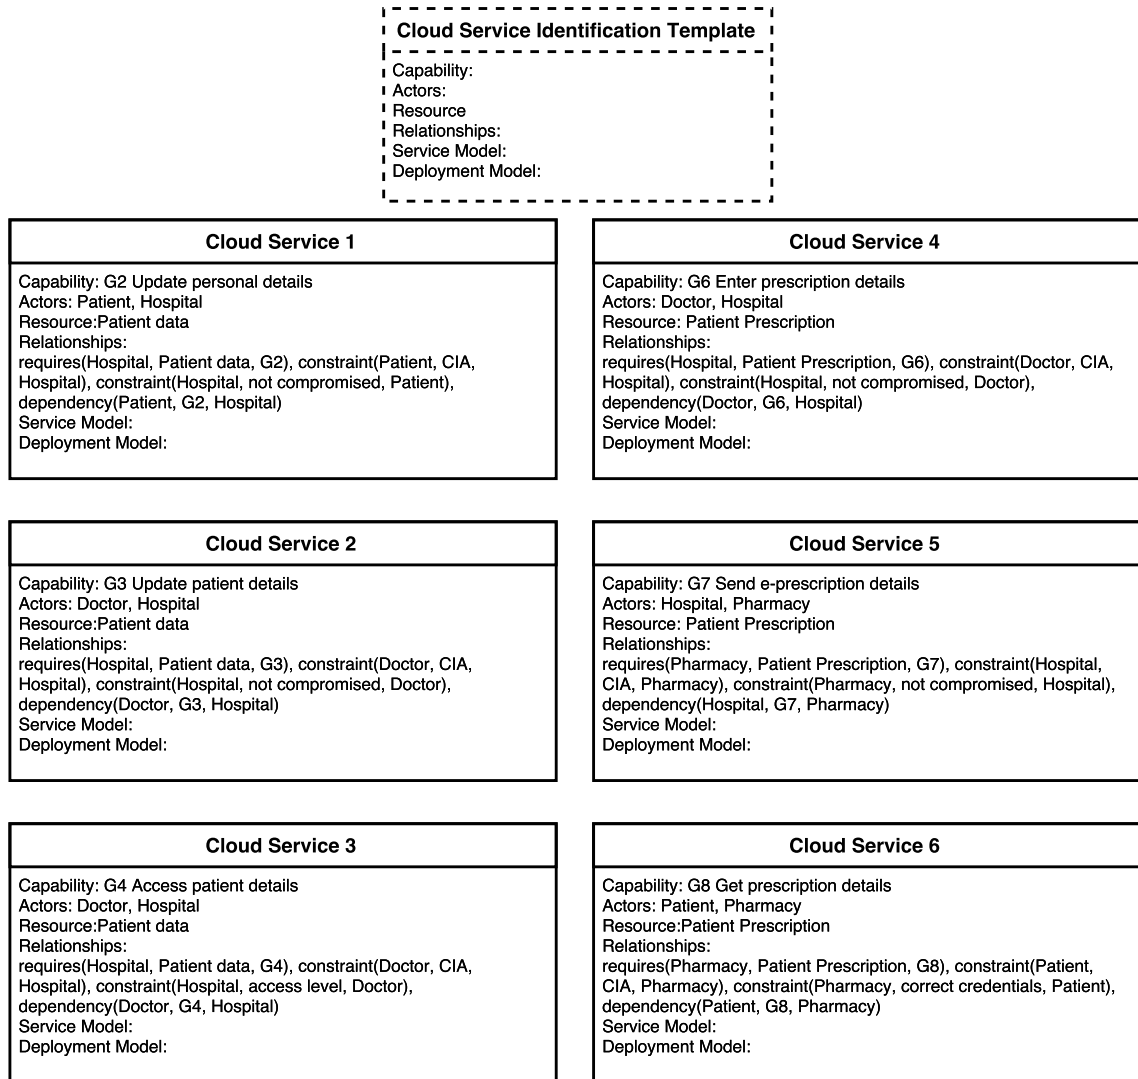 Cloud Service Identification Template
Capability:
Actors:
Resource
Relationships:
Service Model:
Deployment Model:
Cloud Service 1
Capability: G2 Update personal details
Actors: Patient, Hospital
Resource:Patient data
Relationships:
requires(Hospital, Patient data, G2), constraint(Patient, CIA,
Hospital), constraint(Hospital, not compromised, Patient),
dependency(Patient, G2, Hospital)
Service Model:
Deployment Model:
Cloud Service 4
Capability: G6 Enter prescription details
Actors: Doctor, Hospital
Resource: Patient Prescription
Relationships:
requires(Hospital, Patient Prescription, G6), constraint(Doctor, CIA,
Hospital), constraint(Hospital, not compromised, Doctor),
dependency(Doctor, G6, Hospital)
Service Model:
Deployment Model:
Cloud Service 2
Capability: G3 Update patient details
Actors: Doctor, Hospital
Resource:Patient data
Relationships:
requires(Hospital, Patient data, G3), constraint(Doctor, CIA,
Hospital), constraint(Hospital, not compromised, Doctor),
dependency(Doctor, G3, Hospital)
Service Model:
Deployment Model:
Cloud Service 5
Capability: G7 Send e-prescription details
Actors: Hospital, Pharmacy
Resource: Patient Prescription
Relationships:
requires(Pharmacy, Patient Prescription, G7), constraint(Hospital,
CIA, Pharmacy), constraint(Pharmacy, not compromised, Hospital),
dependency(Hospital, G7, Pharmacy)
Service Model:
Deployment Model:
Cloud Service 3
Capability: G4 Access patient details
Actors: Doctor, Hospital
Resource:Patient data
Relationships:
requires(Hospital, Patient data, G4), constraint(Doctor, CIA,
Hospital), constraint(Hospital, access level, Doctor),
dependency(Doctor, G4, Hospital)
Service Model:
Deployment Model:
Cloud Service 6
Capability: G8 Get prescription details
Actors: Patient, Pharmacy
Resource:Patient Prescription
Relationships:
requires(Pharmacy, Patient Prescription, G8), constraint(Patient,
CIA, Pharmacy), constraint(Pharmacy, correct credentials, Patient),
dependency(Patient, G8, Pharmacy)
Service Model:
Deployment Model: